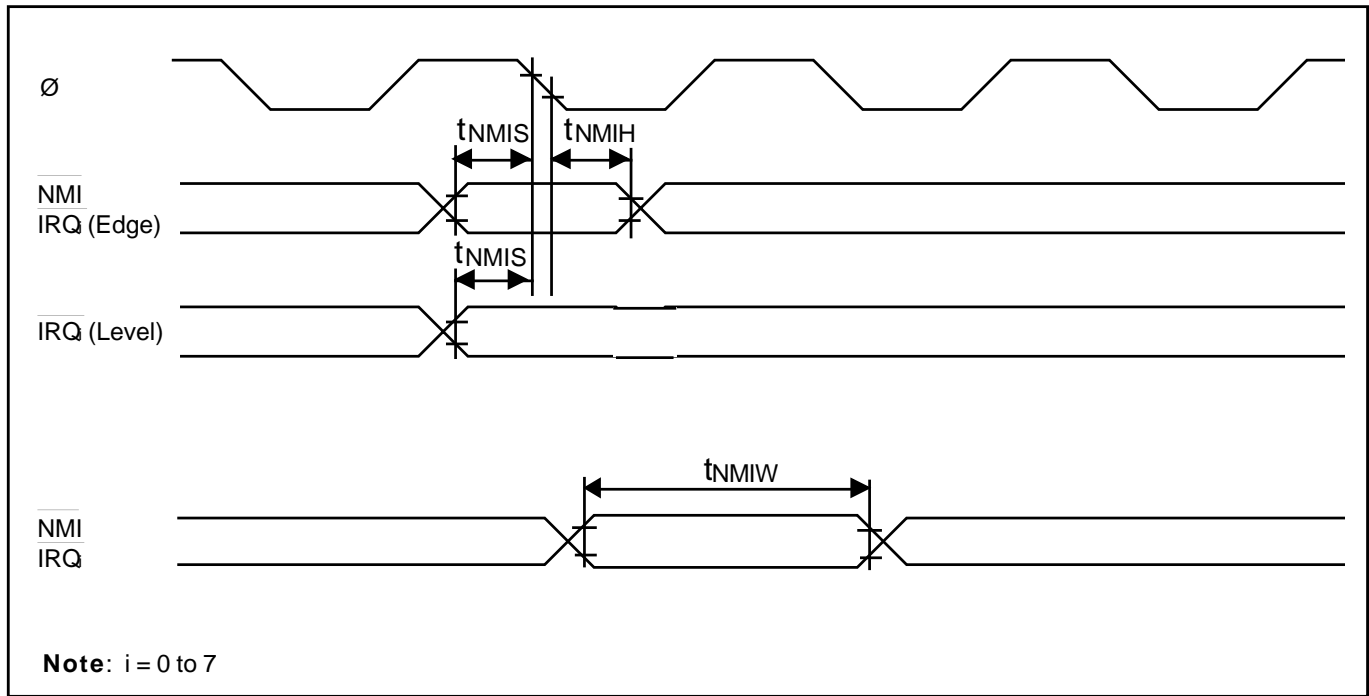 Ø
tNMIS tNMIH
NMI
IRQi (Edge)
tNMIS
IRQi (Level)
tNMIW
NMI
IRQi
Note: i = 0 to 7